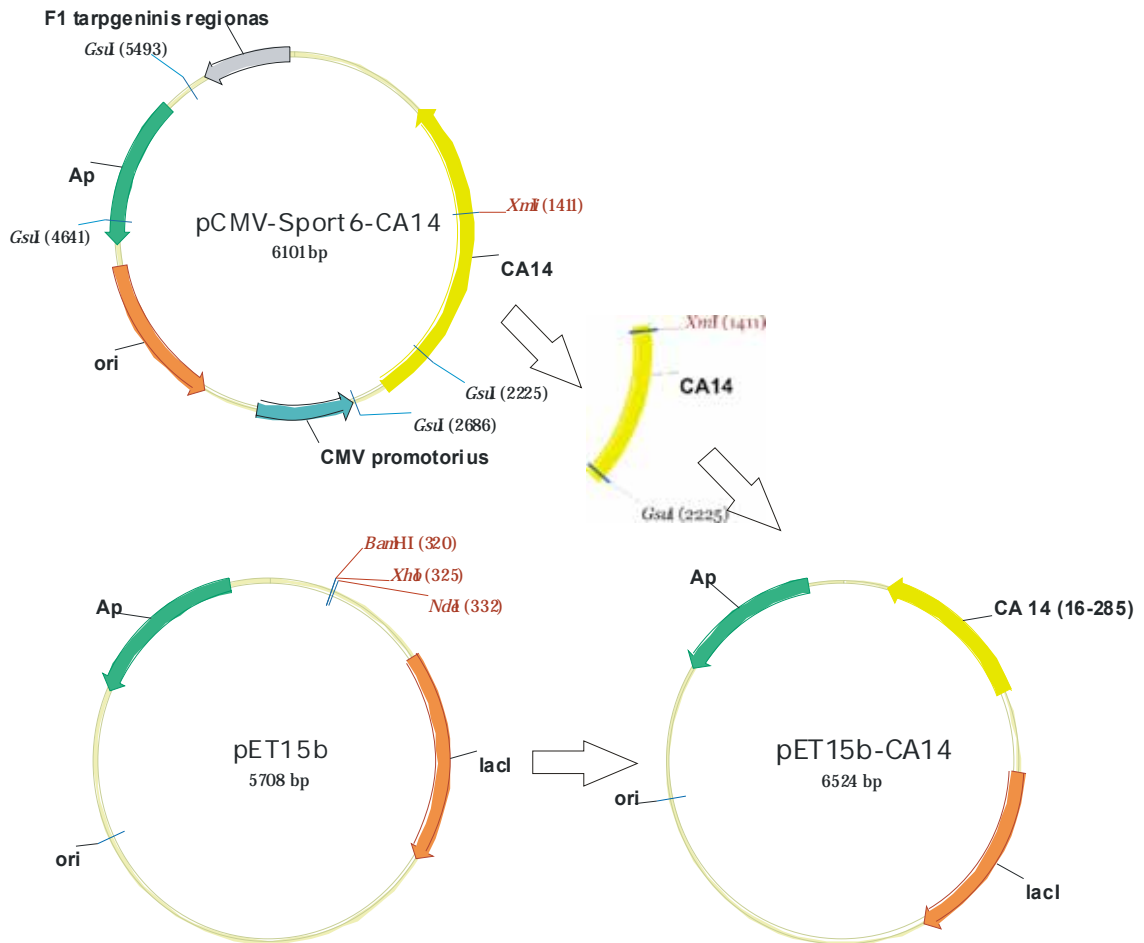 F1 tarpgeninis regionas
GsuI (5493)
Ap
GsuI (4641)
pCMV-Sport6-CA14
6101 bp
XmiI (1411)
CA14
ori
GsuI (2225)
GsuI (2686)
CMV promotorius
XmiI (1411)
CA14
GsuI (2225)
BamHI (320)
XhoI (325)
NdeI (332)
Ap
pET15b
5708 bp
lacI
ori
Ap
CA 14 (16-285)
pET15b-CA14
6524 bp
ori
lacI